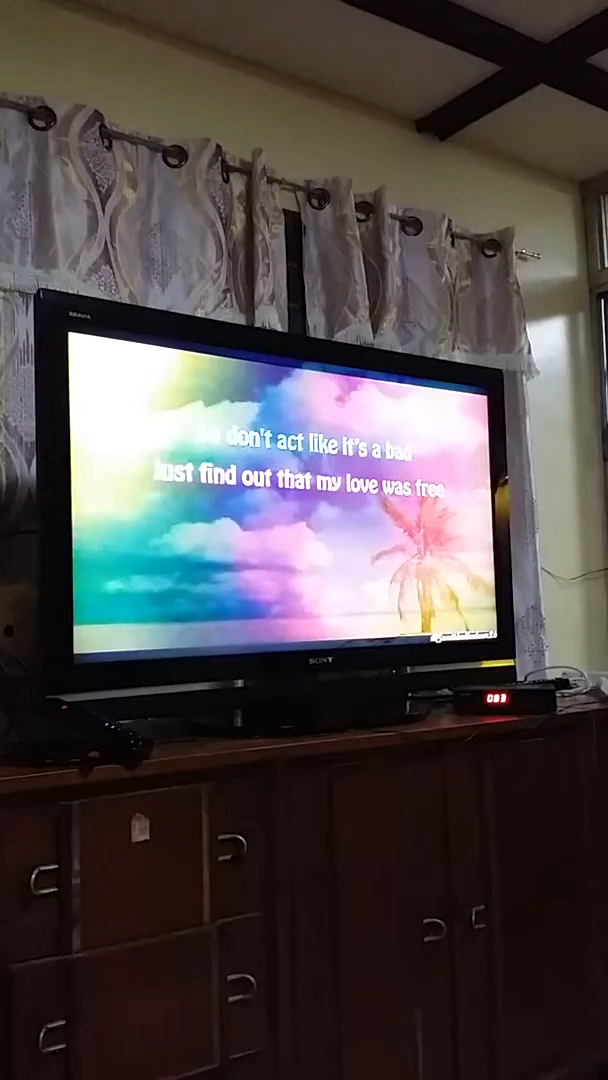 BRAVIA
don't act like it's a bad
Just find out that my love was free
SONY
083